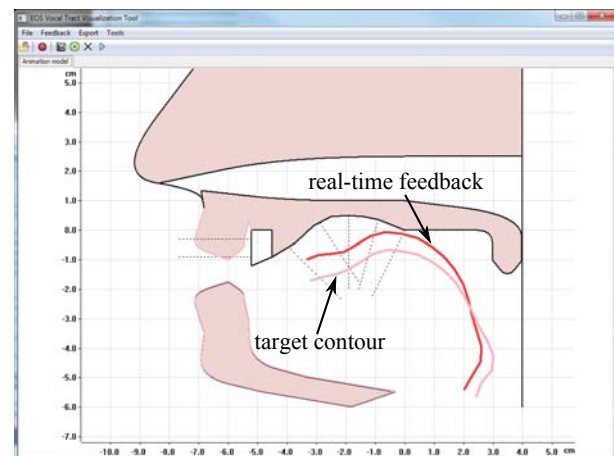 EOS Vocal Tract Visualization Tool
File Feedback Export Tools
Animation model
cm
5.0
4.0
3.0
2.0
real-time feedback
1.0
0.0
-1.0
-2.0
-3.0
target contour
-4.0
-5.0
-6.0
-7.0
-10.0 -9.0 -8.0 -7.0 -6.0 -5.0 -4.0 -3.0 -2.0 -1.0 0.0 1.0 2.0 3.0 4.0 5.0 cm